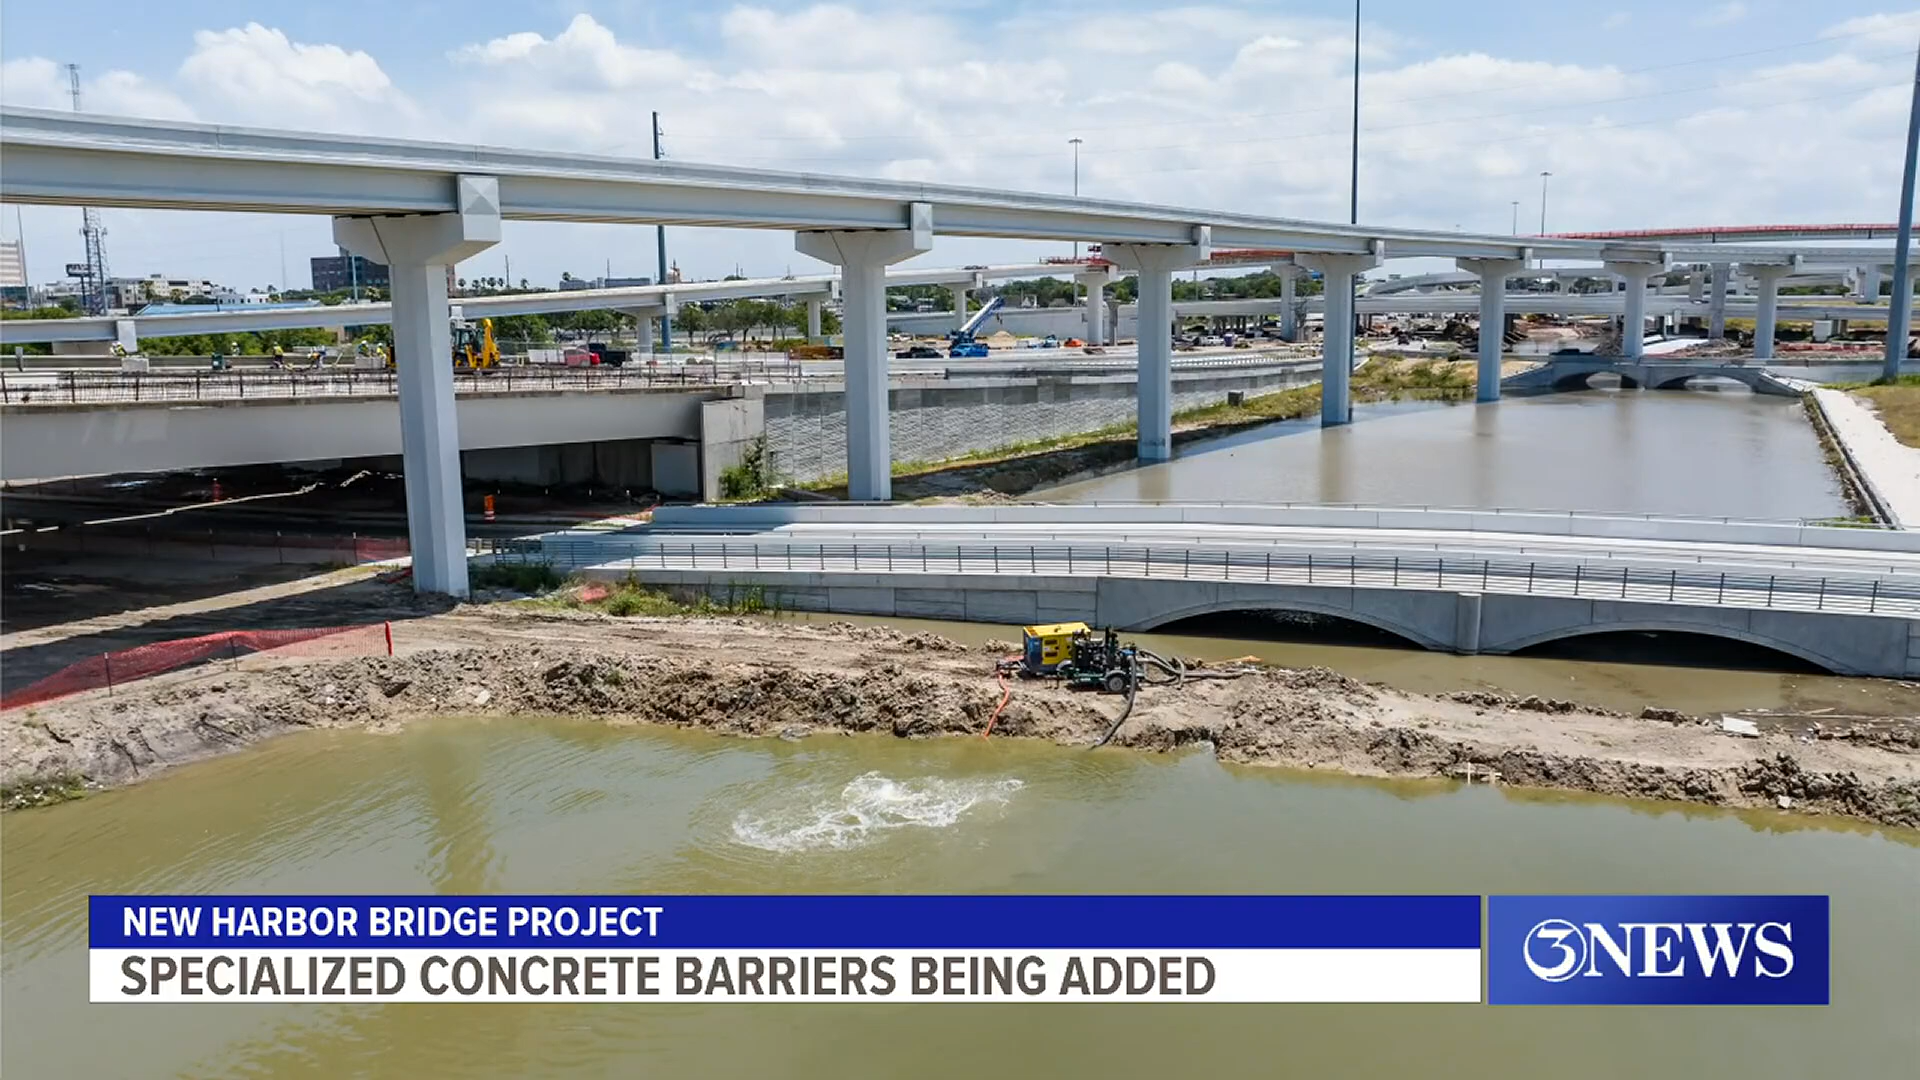 NEW HARBOR BRIDGE PROJECT
SPECIALIZED CONCRETE BARRIERS BEING ADDED
3NEWS